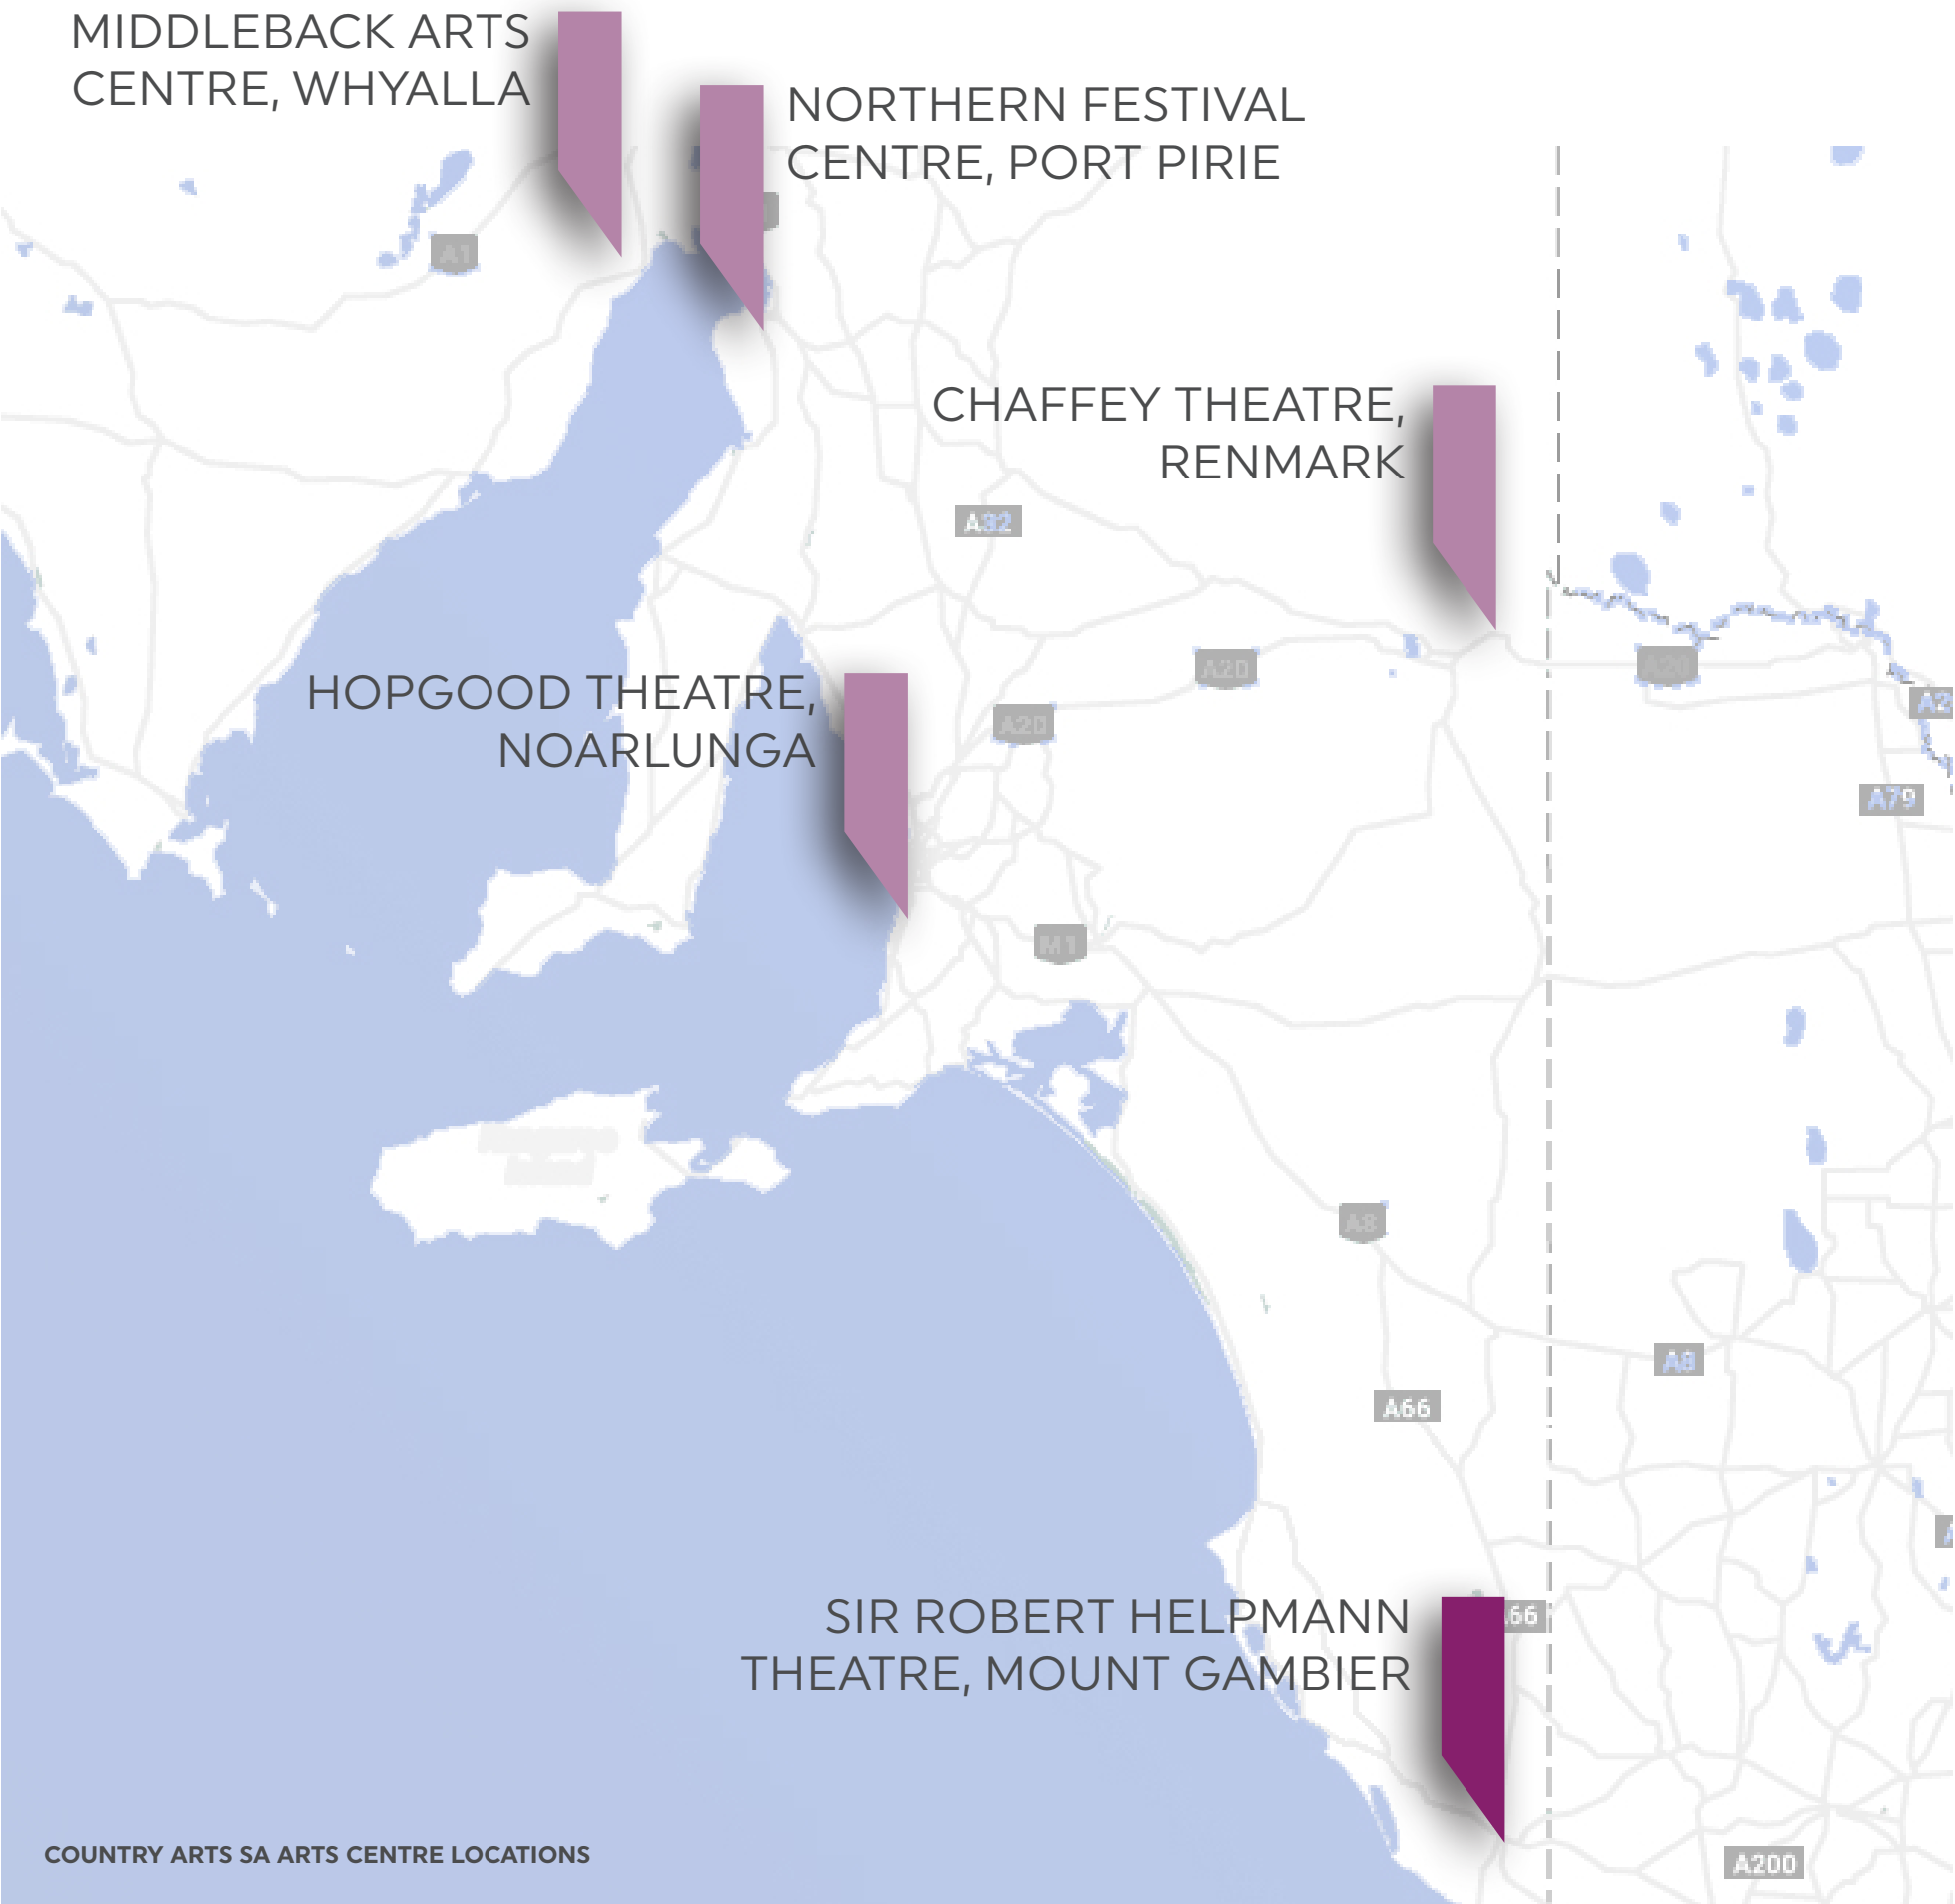 MIDDLEBACK ARTS
CENTRE, WHYALLA
NORTHERN FESTIVAL
CENTRE, PORT PIRIE
A1
CHAFFEY THEATRE,
RENMARK
A32
HOPGOOD THEATRE,
NOARLUNGA
A20
A20
A20
A79
M1
A8
A8
A66
SIR ROBERT HELPMANN
THEATRE, MOUNT GAMBIER
66
COUNTRY ARTS SA ARTS CENTRE LOCATIONS
A200